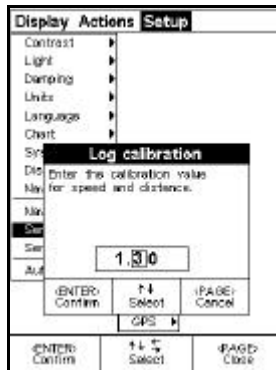 Display Actions Setup
Contrast
Light
Damping
Units
Language
Chart
Sys
Dis
Nav
Log calibration
Enter the calibration value
for speed and distance.
Nav
Sen
Ser
Aut
1.30
<ENTER> ↑↓ <PAGE>
Confirm Select Cancel
GPS
<ENTER> ↑↓ <PAGE>
Confirm Select Close